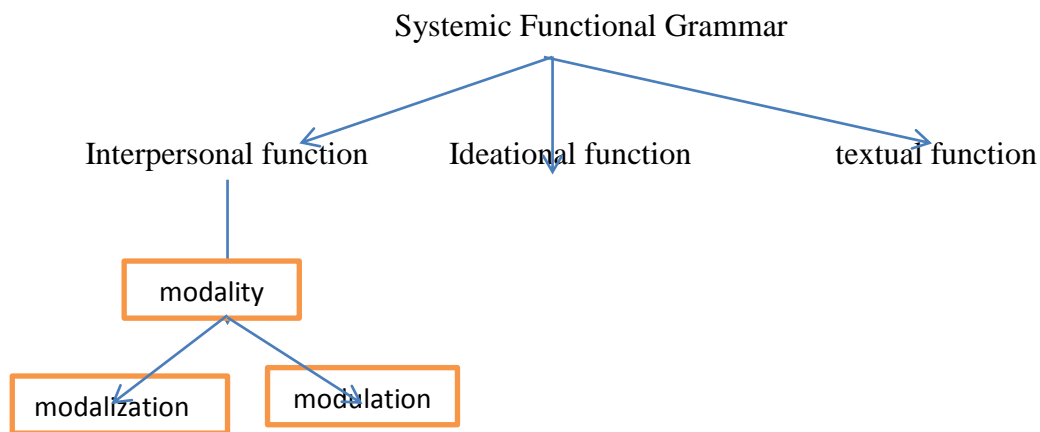 Systemic Functional Grammar
Interpersonal function Ideational function textual function
modality
modalization modulation